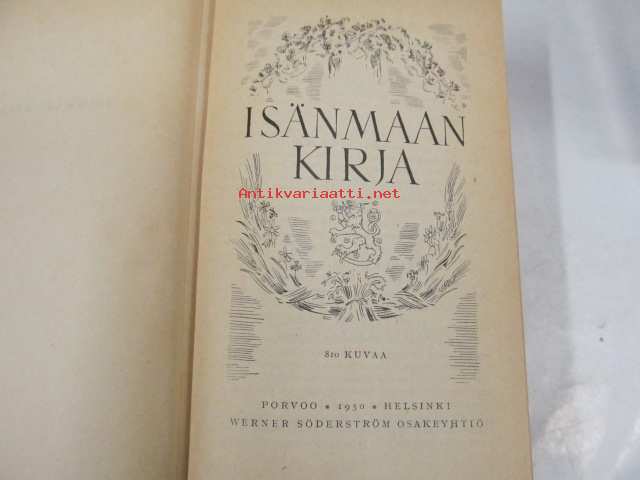 ISÄNMAAN
KIRJA
Antikvariaatti.net
810 KUVAA
PORVOO • 1950 • HELSINKI
WERNER SÖDERSTRÖM OSAKEYHTIÖ